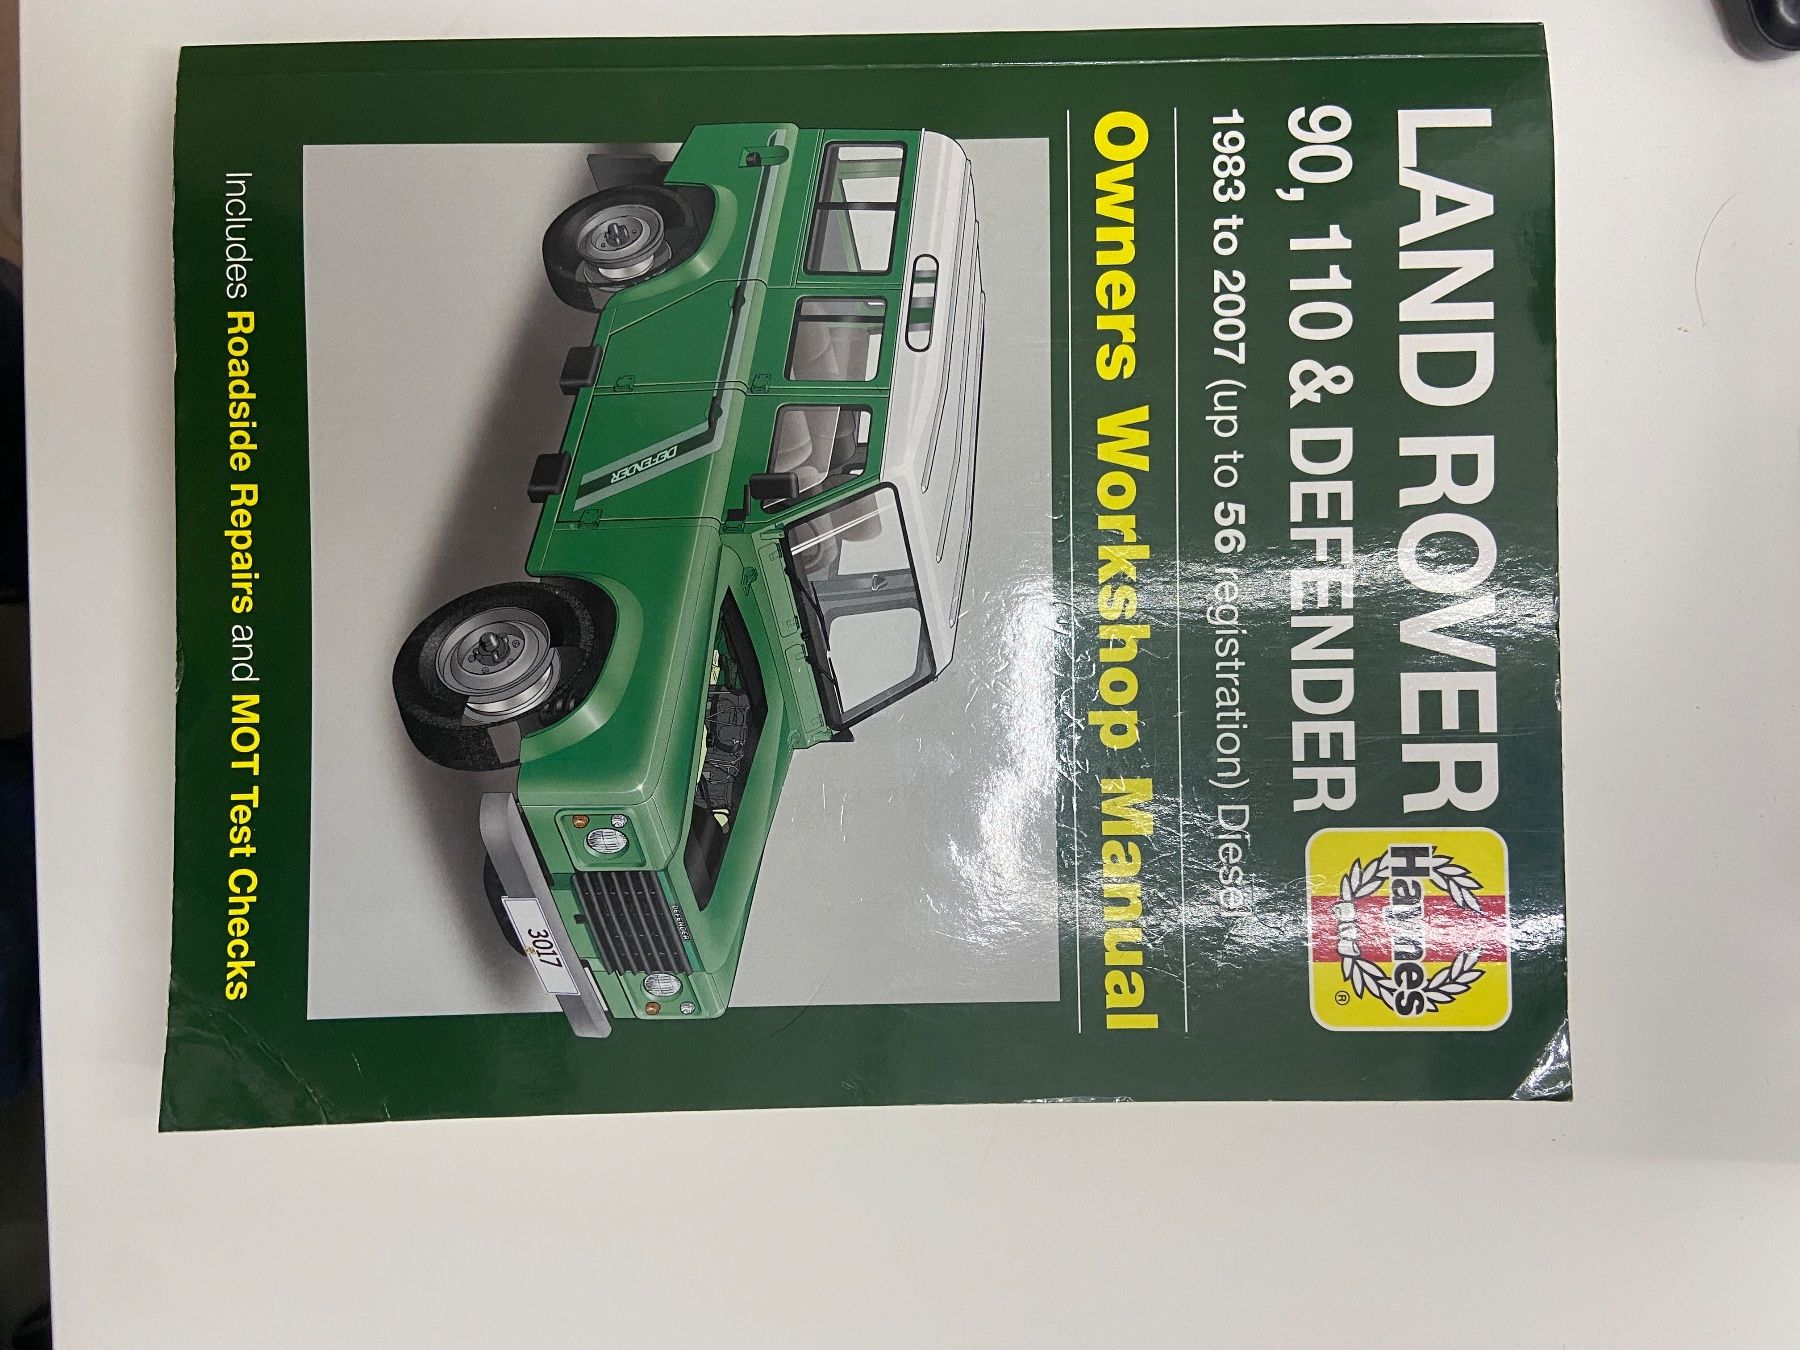 LAND ROVER
90, 110 & DEFENDER
1983 to 2007 (up to 56 registration) Diesel
Owners Workshop Manual
Haynes
®
DEFENDER
DEFENDER
3017
Includes Roadside Repairs and MOT Test Checks